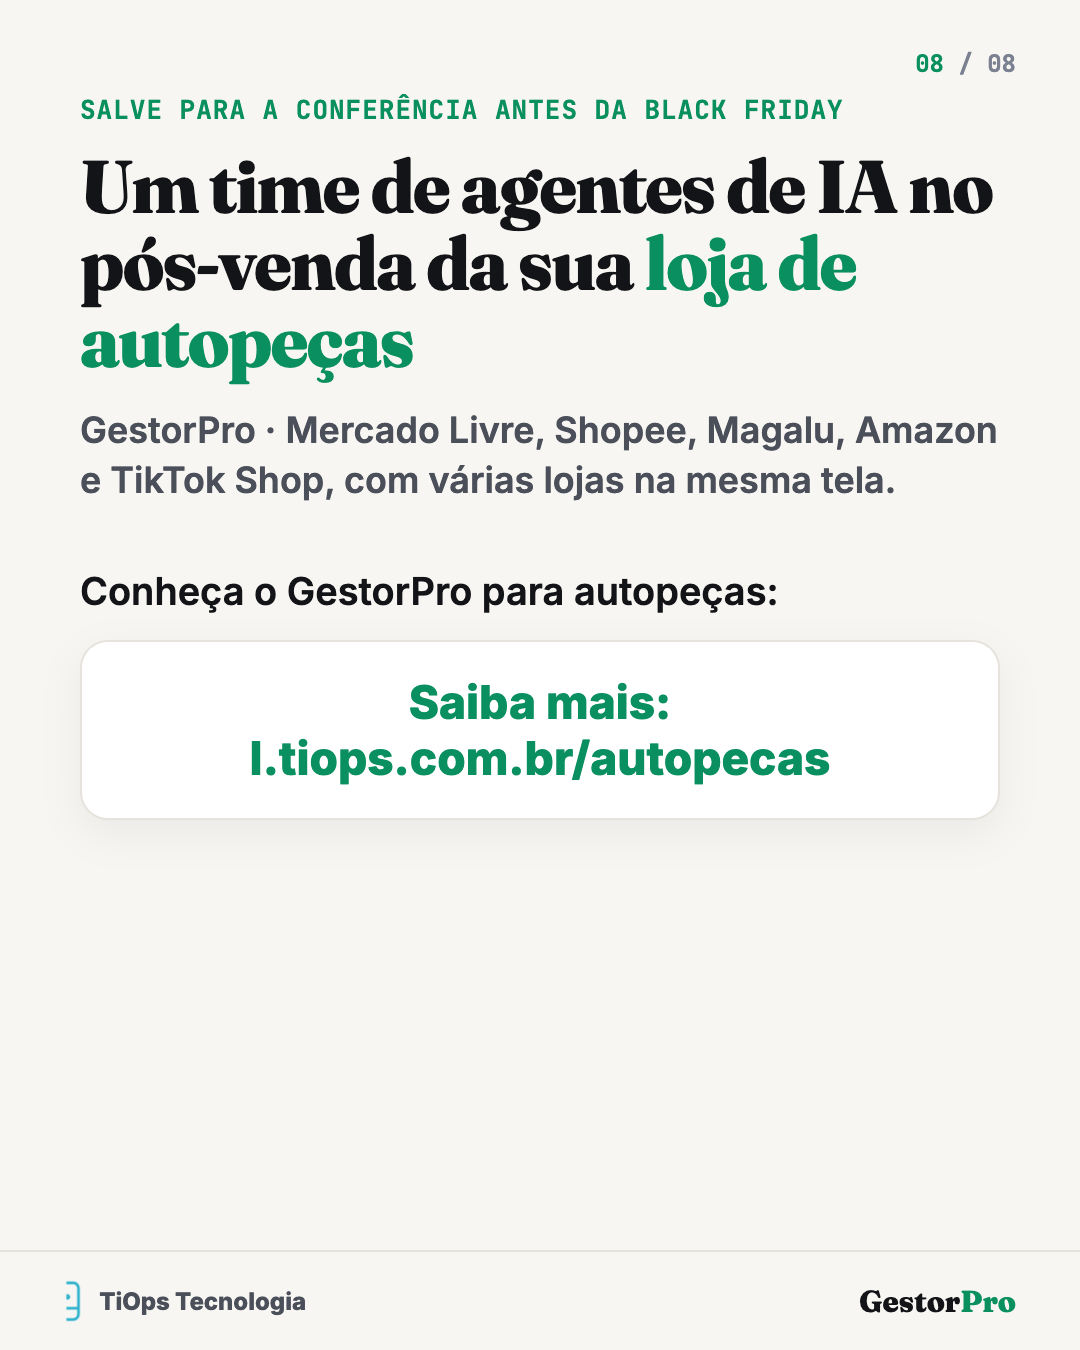 08 / 08
SALVE PARA A CONFERÊNCIA ANTES DA BLACK FRIDAY
Um time de agentes de IA no
pós-venda da sua loja de
autopeças
GestorPro · Mercado Livre, Shopee, Magalu, Amazon
e TikTok Shop, com várias lojas na mesma tela.
Conheça o GestorPro para autopeças:
Saiba mais:
l.tiops.com.br/autopecas
TiOps Tecnologia
GestorPro